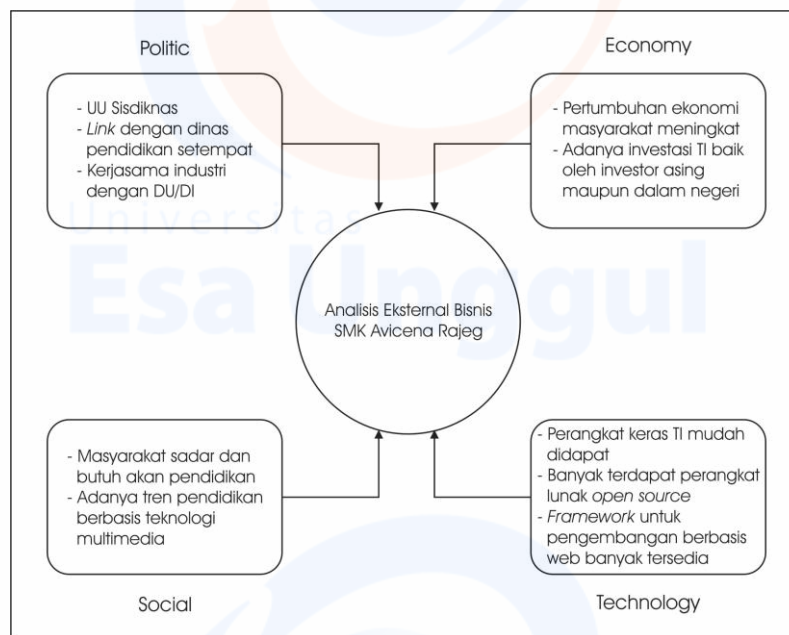 Politic
- UU Sisdiknas
- Link dengan dinas
pendidikan setempat
- Kerjasama industri
dengan DU/DI
Economy
- Pertumbuhan ekonomi
masyarakat meningkat
- Adanya investasi TI baik
oleh investor asing
maupun dalam negeri
Universitas
Esa Unggul
Analisis Eksternal Bisnis
SMK Avicena Rajeg
- Masyarakat sadar dan
butuh akan pendidikan
- Adanya tren pendidikan
berbasis teknologi
multimedia
Social
- Perangkat keras TI mudah
didapat
- Banyak terdapat perangkat
lunak open source
- Framework untuk
pengembangan berbasis
web banyak tersedia
Technology